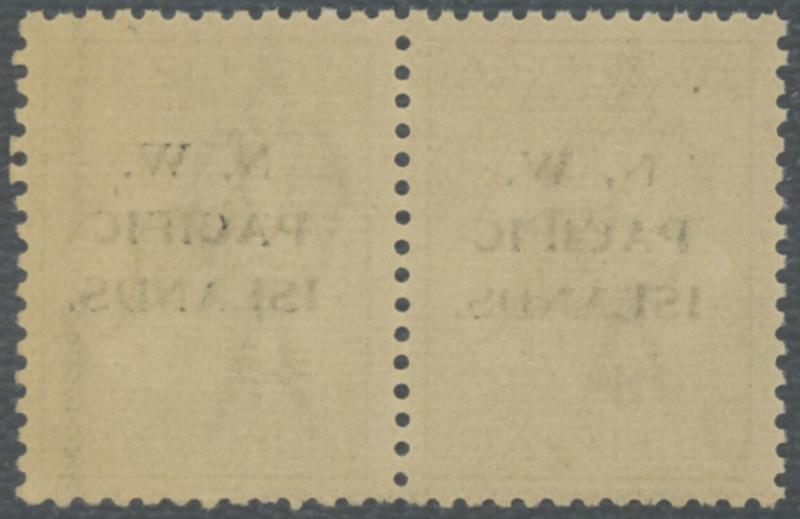 N. W.
PACIFIC
ISLANDS.
N. W.
PACIFIC
ISLANDS.